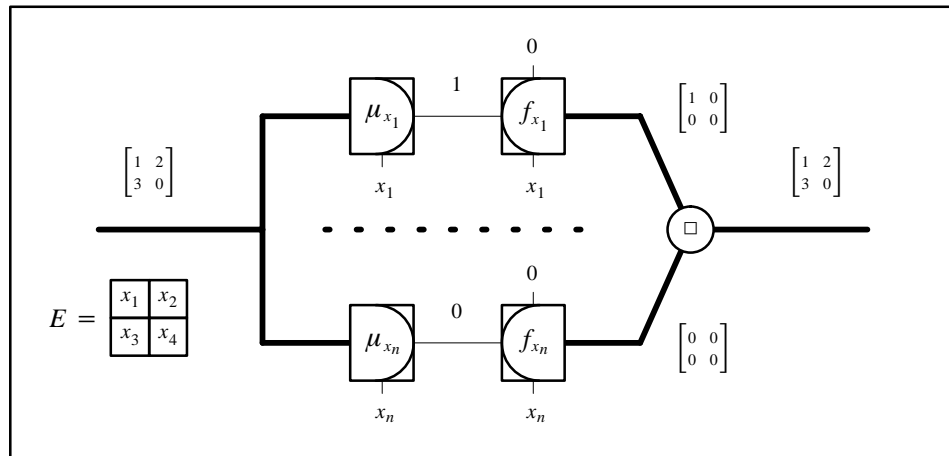 0
μ_{x_1} 1 f_{x_1}
[1 0; 0 0]
[1 2; 3 0]
x_1 x_1
[1 2; 3 0]
□
0
E = x_1 x_2
x_3 x_4
μ_{x_n} 0 f_{x_n}
[0 0; 0 0]
x_n x_n